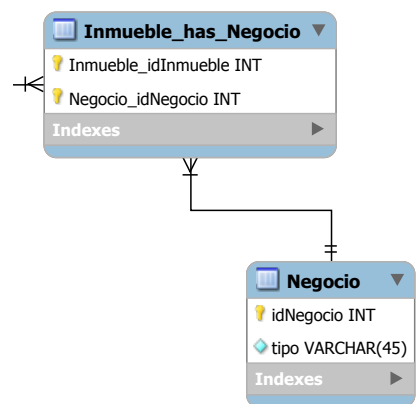 Inmueble_has_Negocio
Inmueble_idInmueble INT
Negocio_idNegocio INT
Indexes
Negocio
idNegocio INT
tipo VARCHAR(45)
Indexes